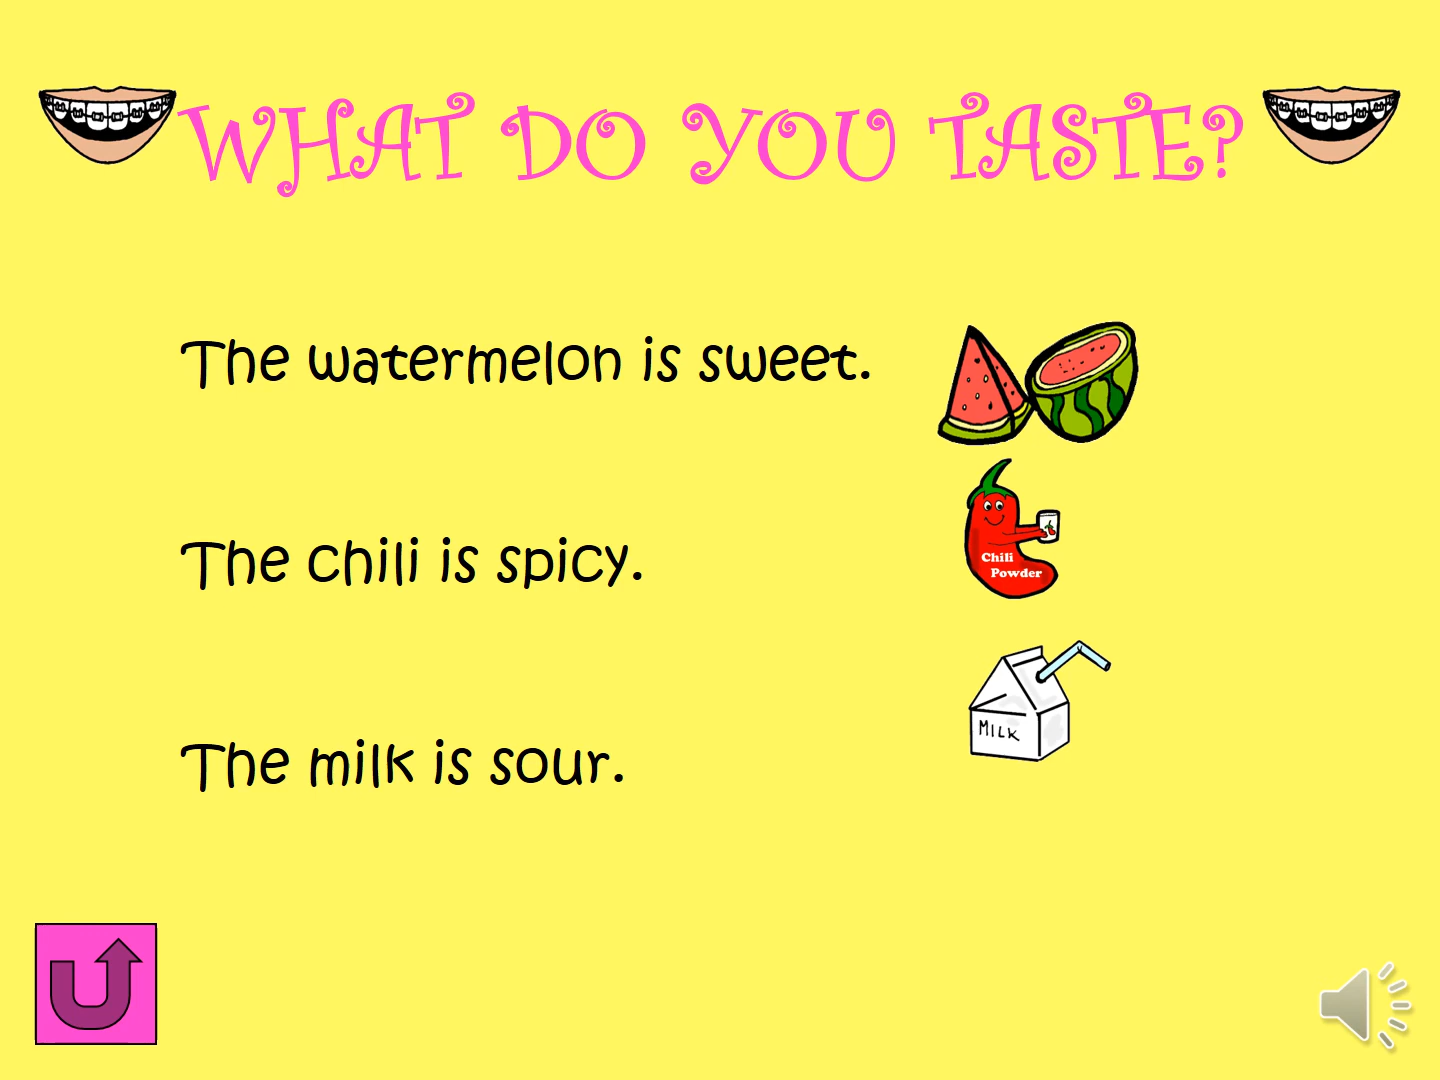 WHAT DO YOU TASTE?
The watermelon is sweet.
The chili is spicy.
Chili
Powder
The milk is sour.
MILK